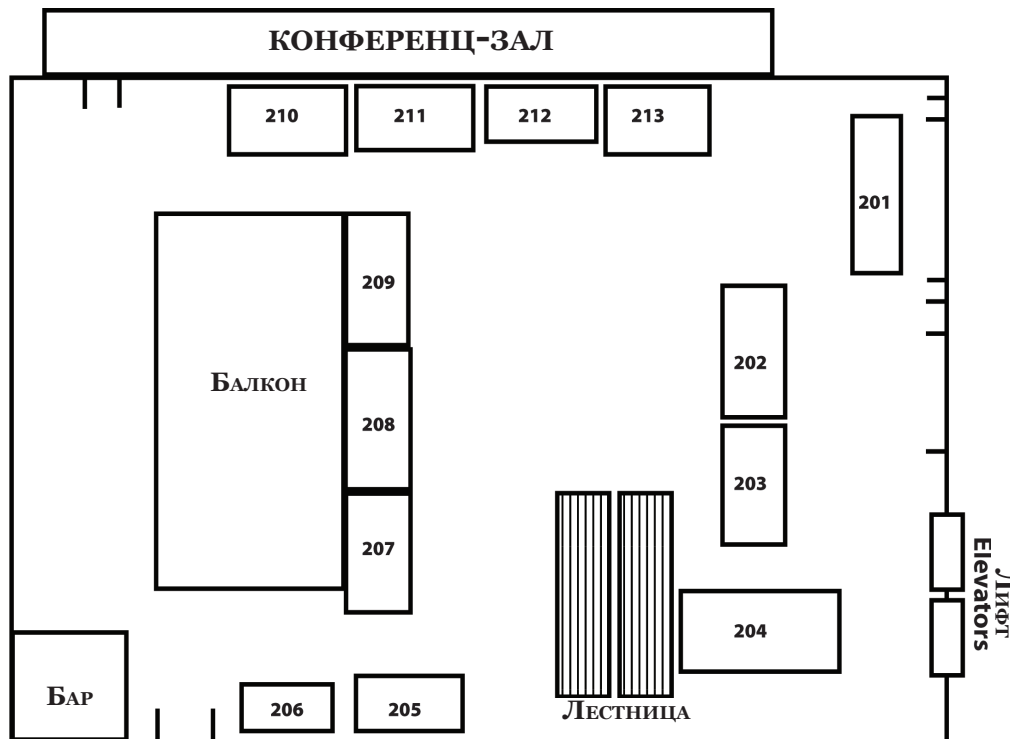 КОНФЕРЕНЦ-ЗАЛ
210
211
212
213
201
209
202
Балкон
208
203
207
Лифт
Elevators
204
Бар
206
205
Лестница